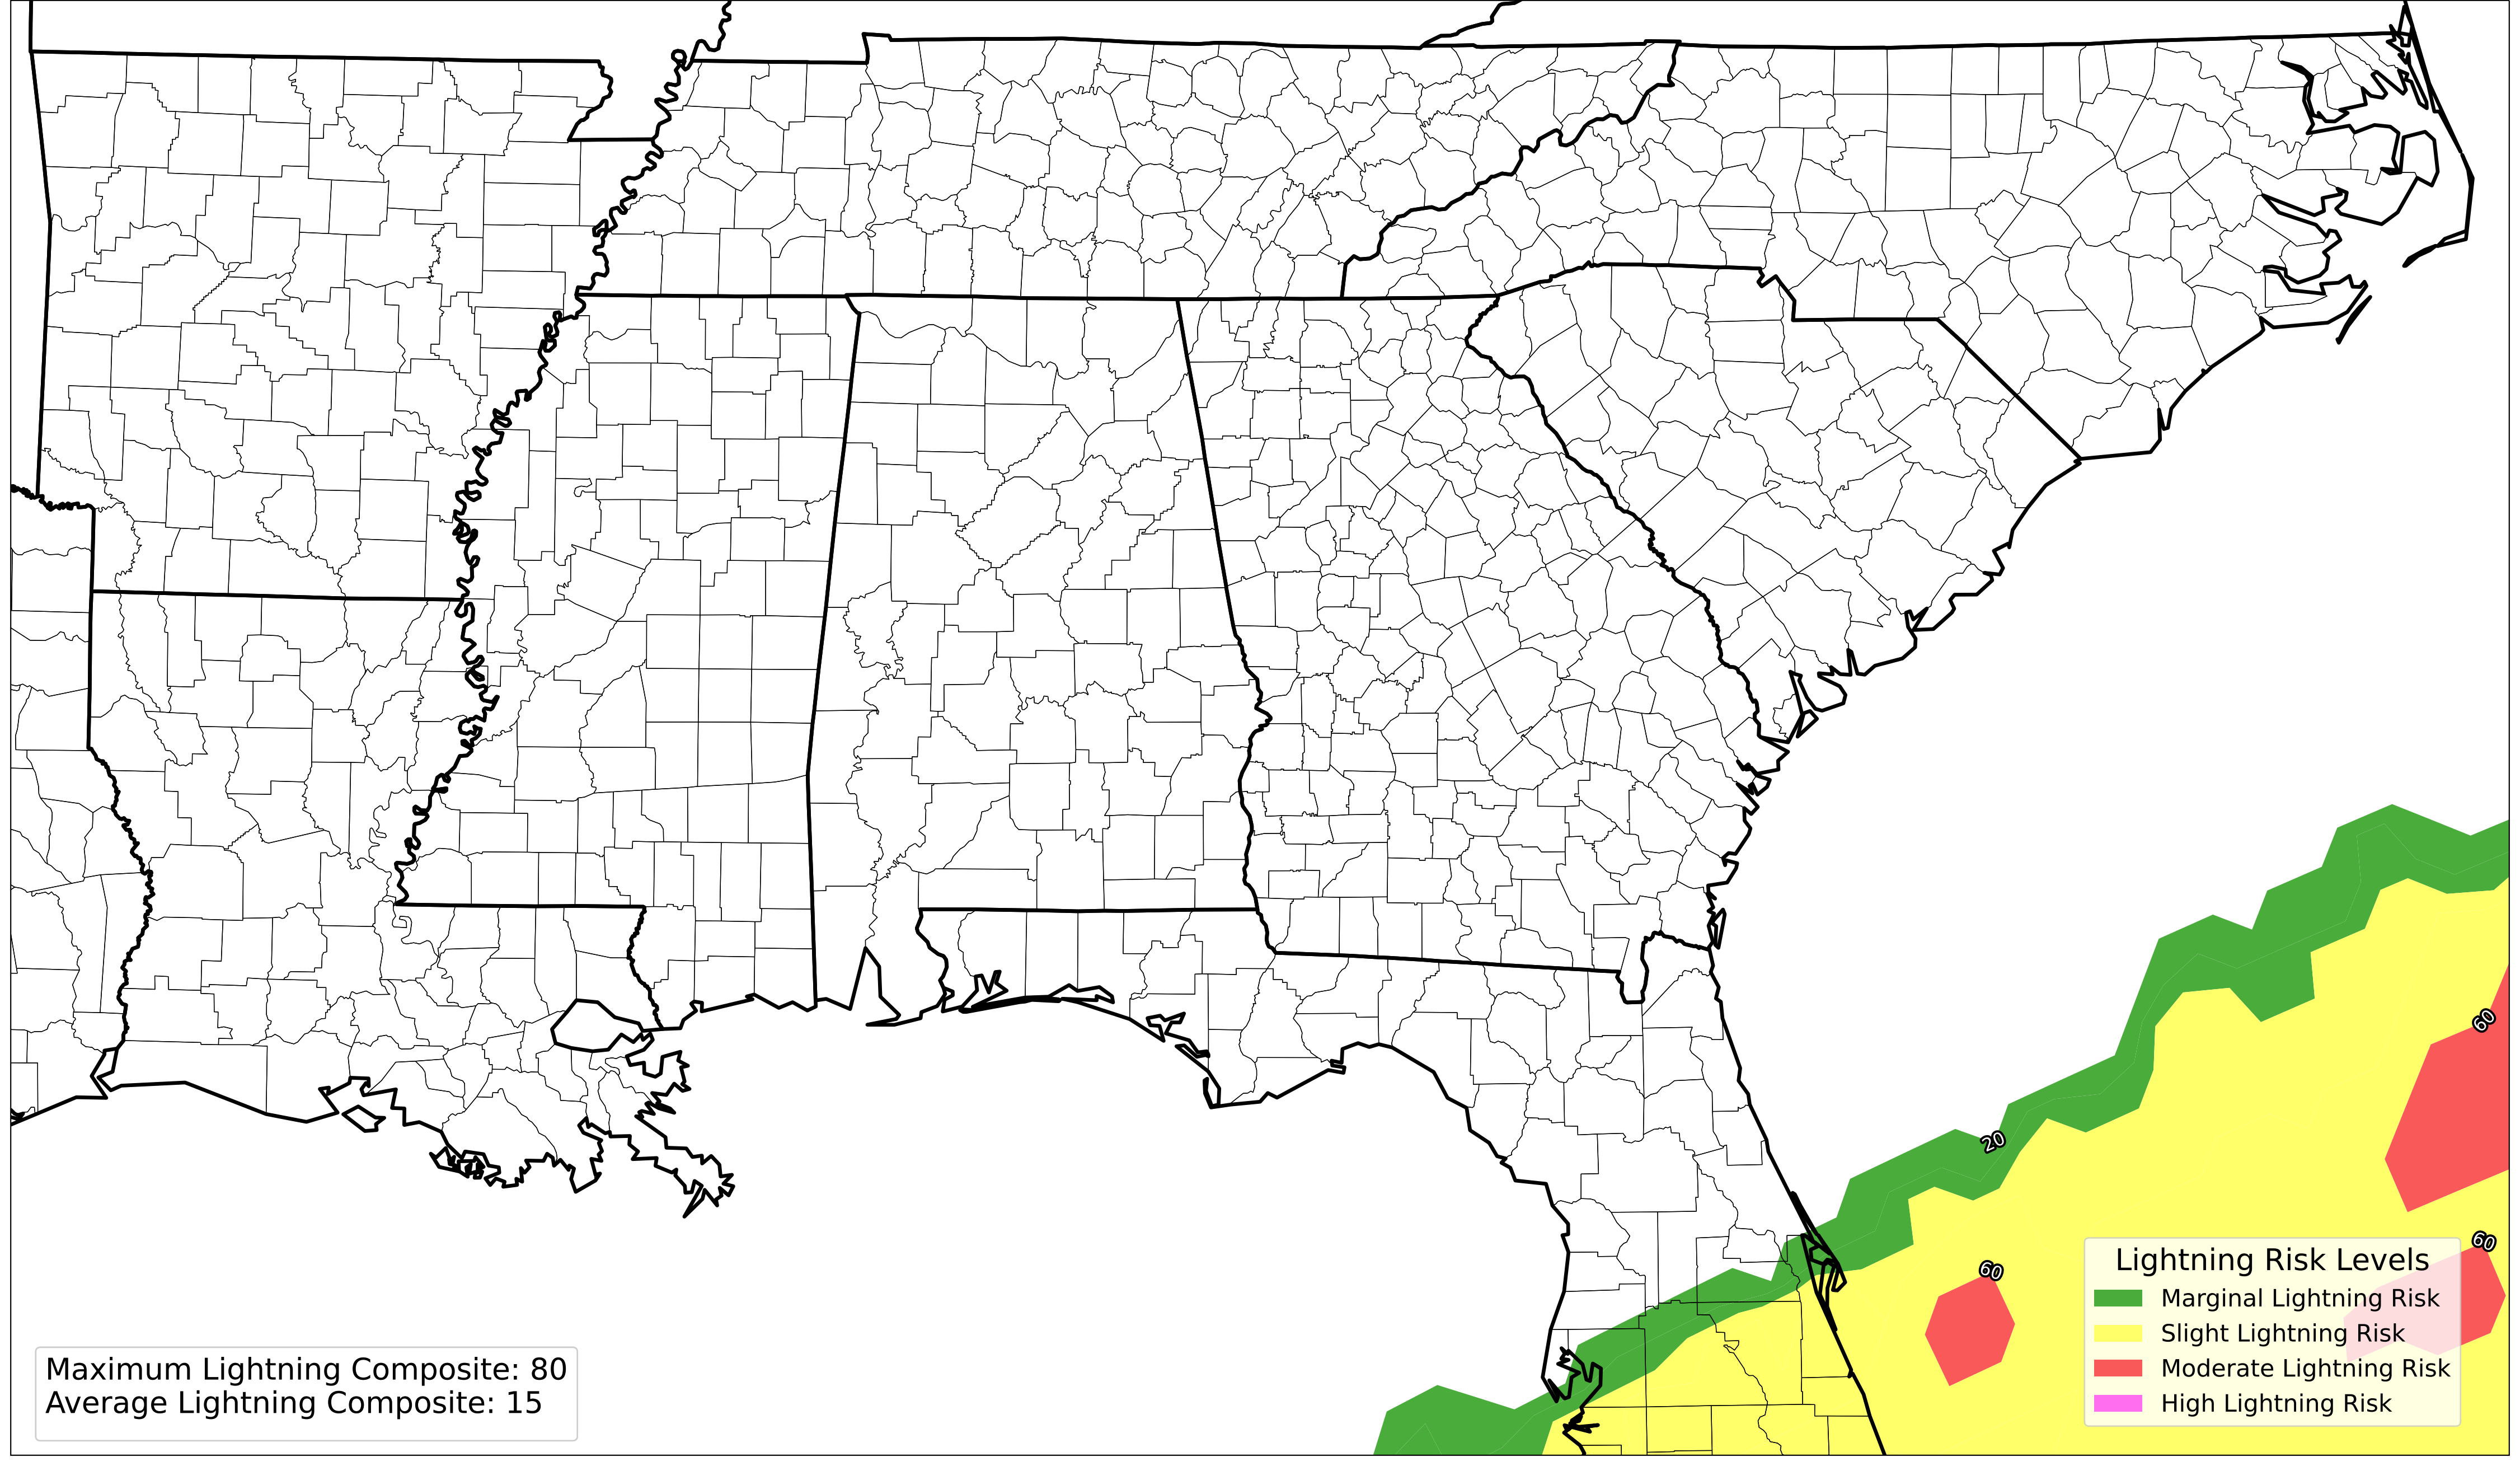 60
20
60
60
Lightning Risk Levels
Marginal Lightning Risk
Slight Lightning Risk
Moderate Lightning Risk
High Lightning Risk
Maximum Lightning Composite: 80
Average Lightning Composite: 15